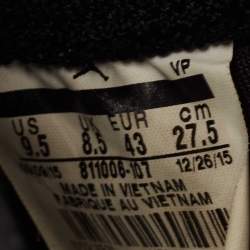 VP
US UK EUR cm
9.5 8.5 43 27.5
811006-107 12/26/15
MADE IN VIETNAM
FABRIQUE AU VIETNAM